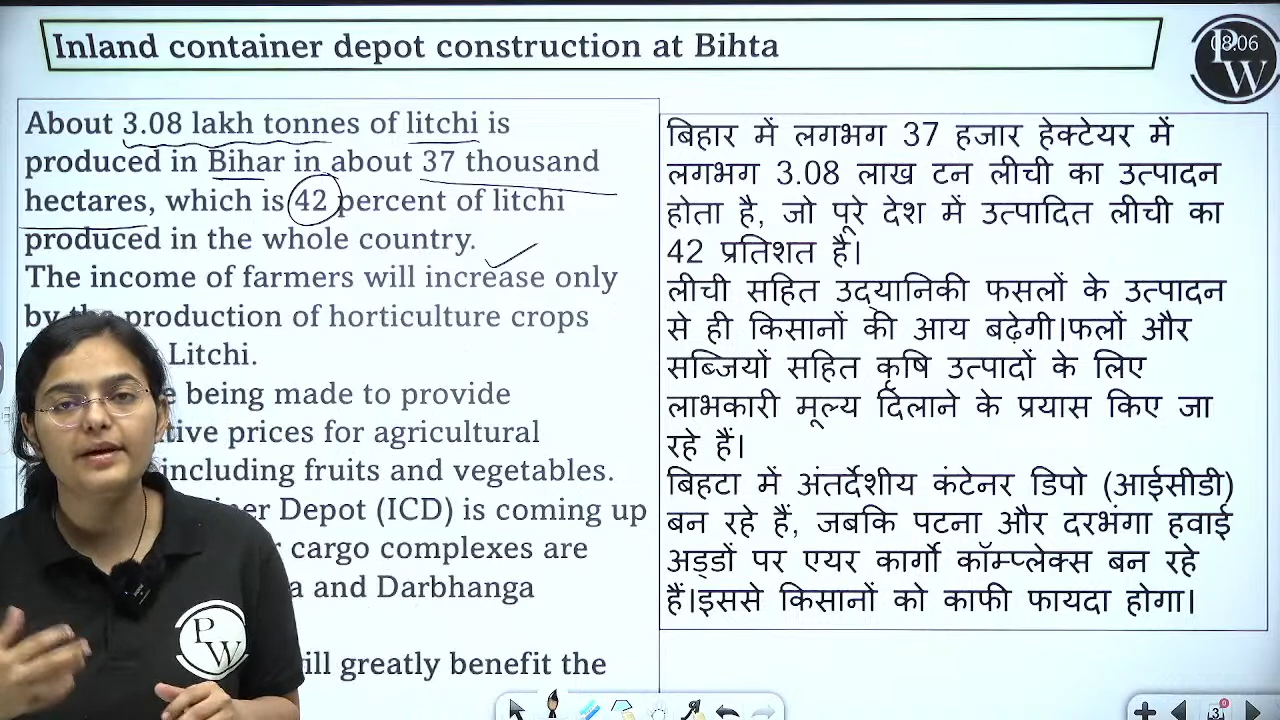 Inland container depot construction at Bihta
08:06
P
W
About 3.08 lakh tonnes of litchi is
produced in Bihar in about 37 thousand
hectares, which is 42 percent of litchi
produced in the whole country.
The income of farmers will increase only
by the production of horticulture crops
Litchi.
being made to provide
prices for agricultural
including fruits and vegetables.
Depot (ICD) is coming up
cargo complexes are
and Darbhanga
greatly benefit the
बिहार में लगभग 37 हजार हेक्टेयर में
लगभग 3.08 लाख टन लीची का उत्पादन
होता है, जो पूरे देश में उत्पादित लीची का
42 प्रतिशत है।
लीची सहित उद्यानिकी फसलों के उत्पादन
से ही किसानों की आय बढ़ेगी।फलों और
सब्जियों सहित कृषि उत्पादों के लिए
लाभकारी मूल्य दिलाने के प्रयास किए जा
रहे हैं।
बिहटा में अंतर्देशीय कंटेनर डिपो (आईसीडी)
बन रहे हैं, जबकि पटना और दरभंगा हवाई
अड्डों पर एयर कार्गो कॉम्प्लेक्स बन रहे
हैं।इससे किसानों को काफी फायदा होगा।
P
W
3